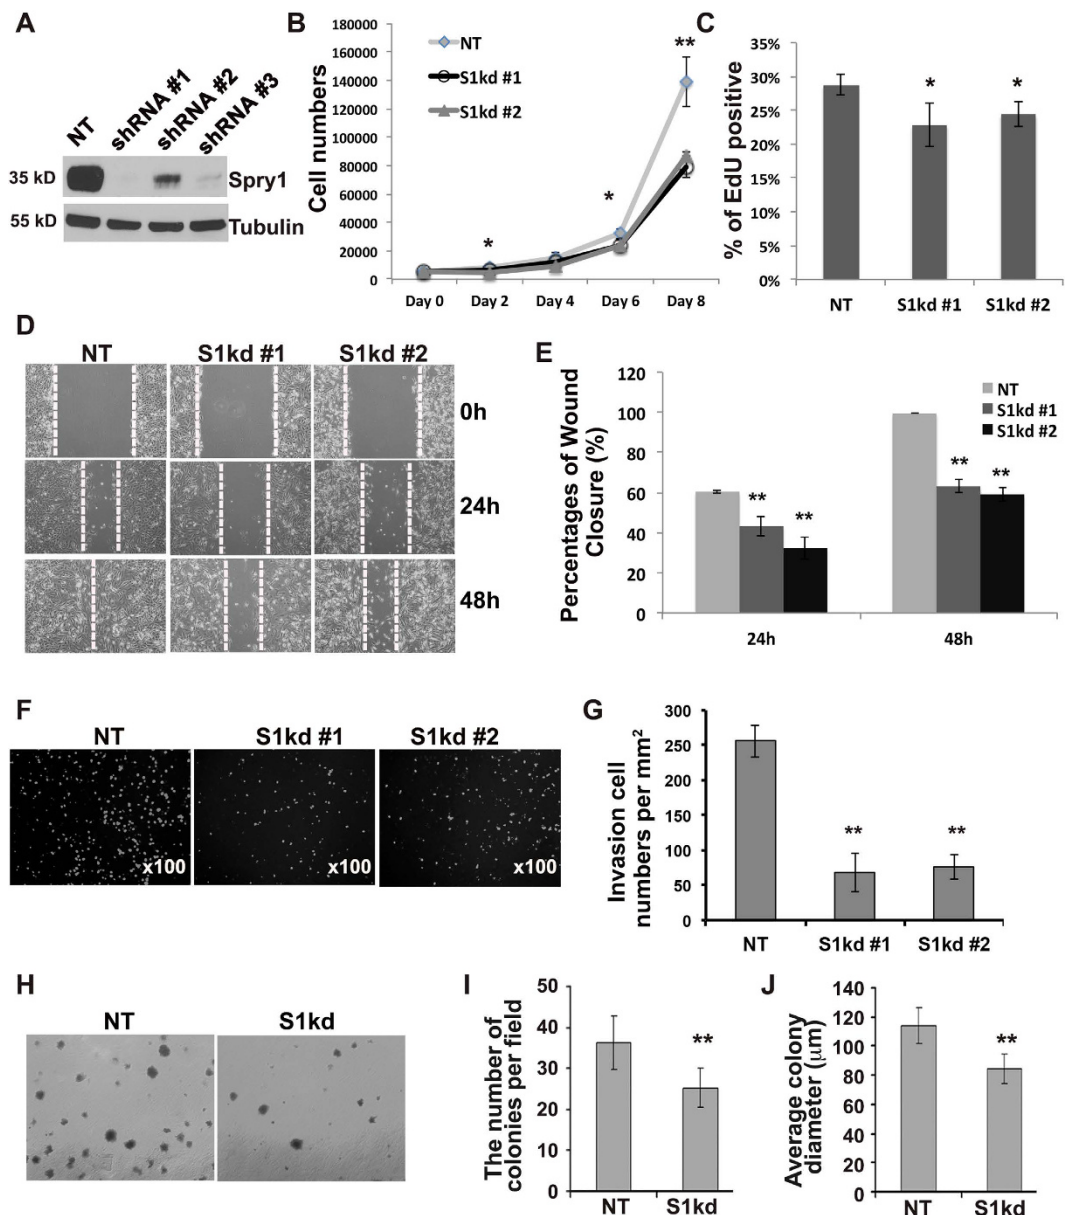 A
NT
shRNA #1
shRNA #2
shRNA #3
35 kD
Spry1
55 kD
Tubulin
B
Cell numbers
180000
160000
140000
120000
100000
80000
60000
40000
20000
0
NT
S1kd #1
S1kd #2
*
*
**
Day 0
Day 2
Day 4
Day 6
Day 8
C
% of EdU positive
35%
30%
25%
20%
15%
10%
5%
0%
*
*
NT
S1kd #1
S1kd #2
D
NT
S1kd #1
S1kd #2
0h
24h
48h
E
Percentages of Wound
Closure (%)
120
100
80
60
40
20
0
NT
S1kd #1
S1kd #2
**
**
**
**
24h
48h
F
NT
S1kd #1
S1kd #2
x100
x100
x100
G
Invasion cell
numbers per mm²
300
250
200
150
100
50
0
**
**
NT
S1kd #1
S1kd #2
H
NT
S1kd
I
The number of
colonies per field
50
40
30
20
10
0
**
NT
S1kd
J
Average colony
diameter (μm)
140
120
100
80
60
40
20
0
**
NT
S1kd